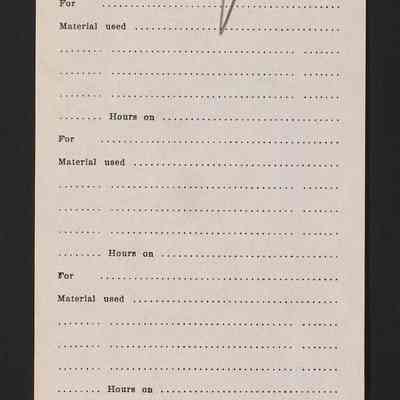 For
Material used
Hours on
For
Material used
Hours on
For
Material used
Hours on